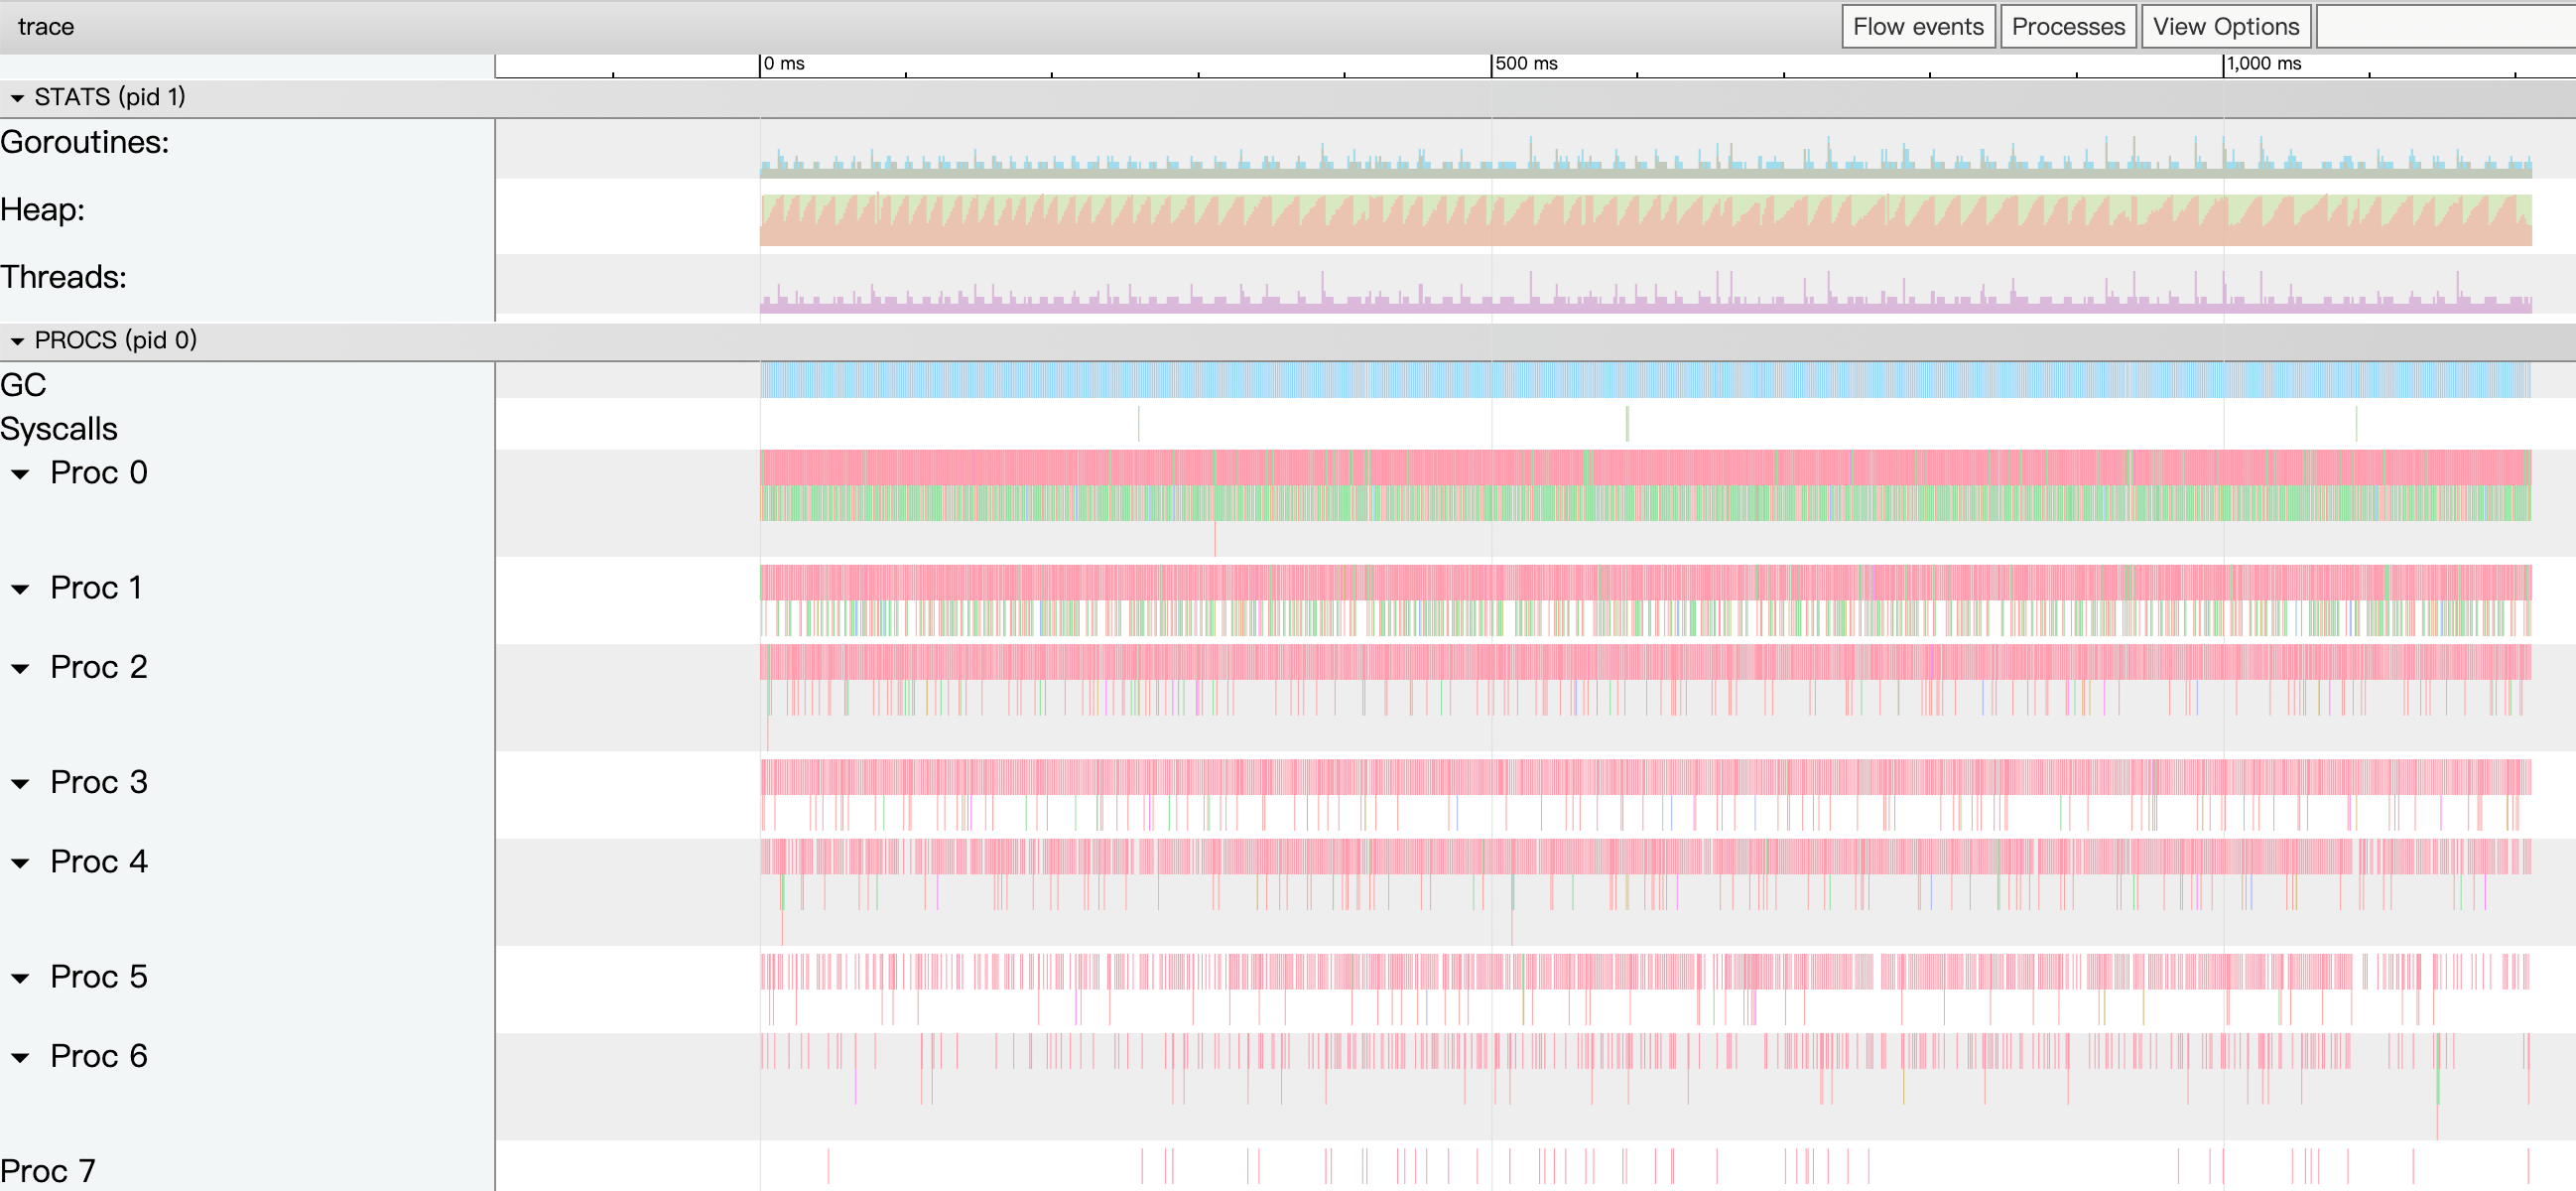 trace
Flow events
Processes
View Options
0 ms
500 ms
1,000 ms
STATS (pid 1)
Goroutines:
Heap:
Threads:
PROCS (pid 0)
GC
Syscalls
Proc 0
Proc 1
Proc 2
Proc 3
Proc 4
Proc 5
Proc 6
Proc 7